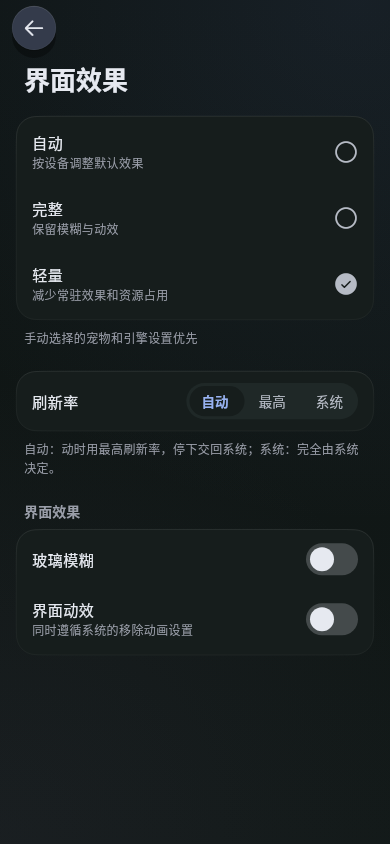 界面效果
自动
按设备调整默认效果
完整
保留模糊与动效
轻量
减少常驻效果和资源占用
手动选择的宠物和引擎设置优先
刷新率 自动 最高 系统
自动：动时用最高刷新率，停下交回系统；系统：完全由系统
决定。
界面效果
玻璃模糊
界面动效
同时遵循系统的移除动画设置